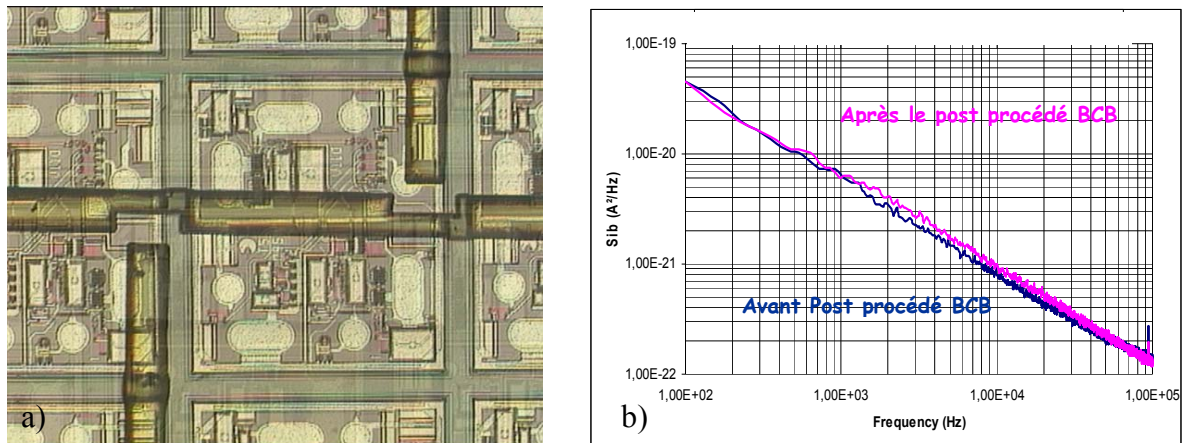 a)
1,00E-19
1,00E-20
1,00E-21
1,00E-22
Sib (A²/Hz)
Après le post procédé BCB
Avant Post procédé BCB
1,00E+02
1,00E+03
1,00E+04
1,00E+05
Frequency (Hz)
b)